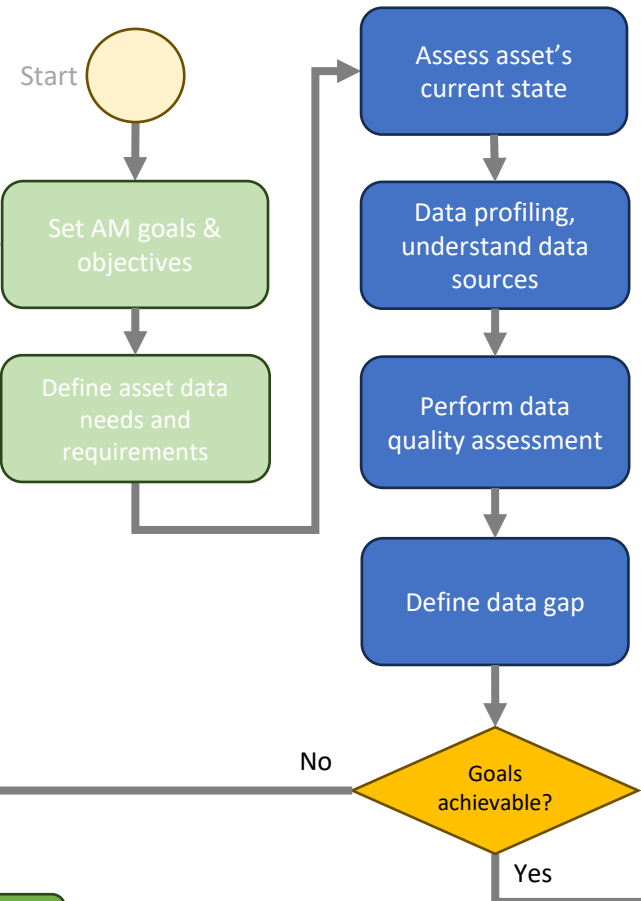 Start
Set AM goals &
objectives
Define asset data
needs and
requirements
Assess asset’s
current state
Data profiling,
understand data
sources
Perform data
quality assessment
Define data gap
Goals
achievable?
No
Yes